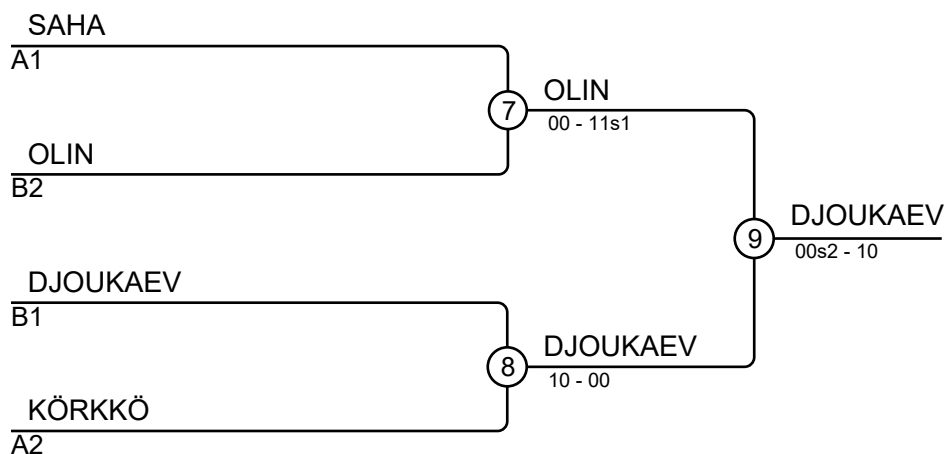 SAHA
A1
7
OLIN
00 - 11s1
OLIN
B2
9
DJOUKAEV
00s2 - 10
DJOUKAEV
B1
8
DJOUKAEV
10 - 00
KÖRKKÖ
A2